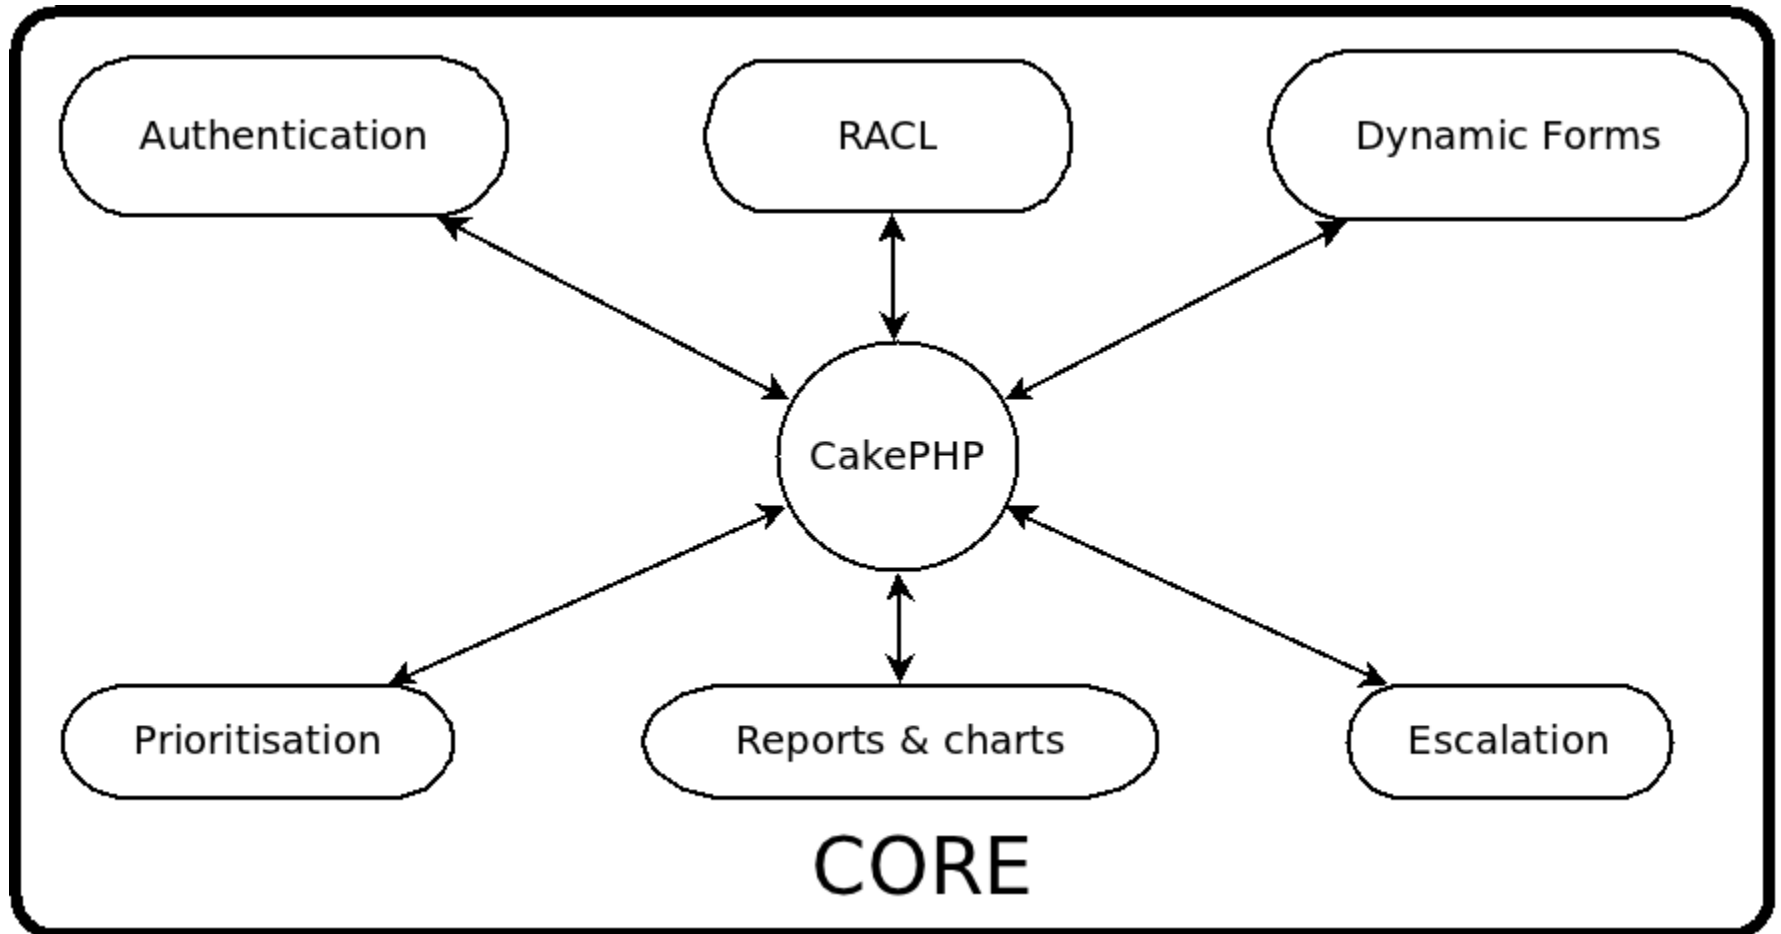 Authentication
RACL
Dynamic Forms
CakePHP
Prioritisation
Reports & charts
Escalation
CORE